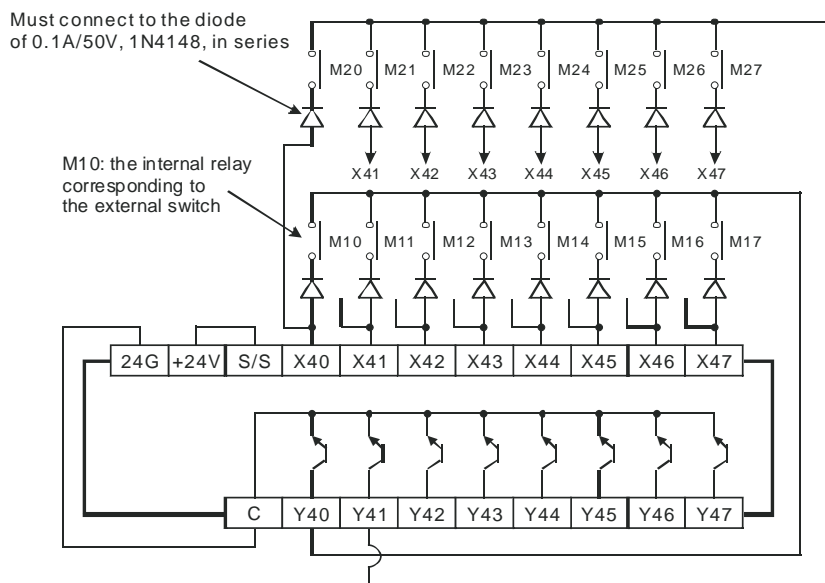 Must connect to the diode
of 0.1A/50V, 1N4148, in series
M20 M21 M22 M23 M24 M25 M26 M27
X41 X42 X43 X44 X45 X46 X47
M10: the internal relay
corresponding to
the external switch
M10 M11 M12 M13 M14 M15 M16 M17
24G +24V S/S X40 X41 X42 X43 X44 X45 X46 X47
C Y40 Y41 Y42 Y43 Y44 Y45 Y46 Y47